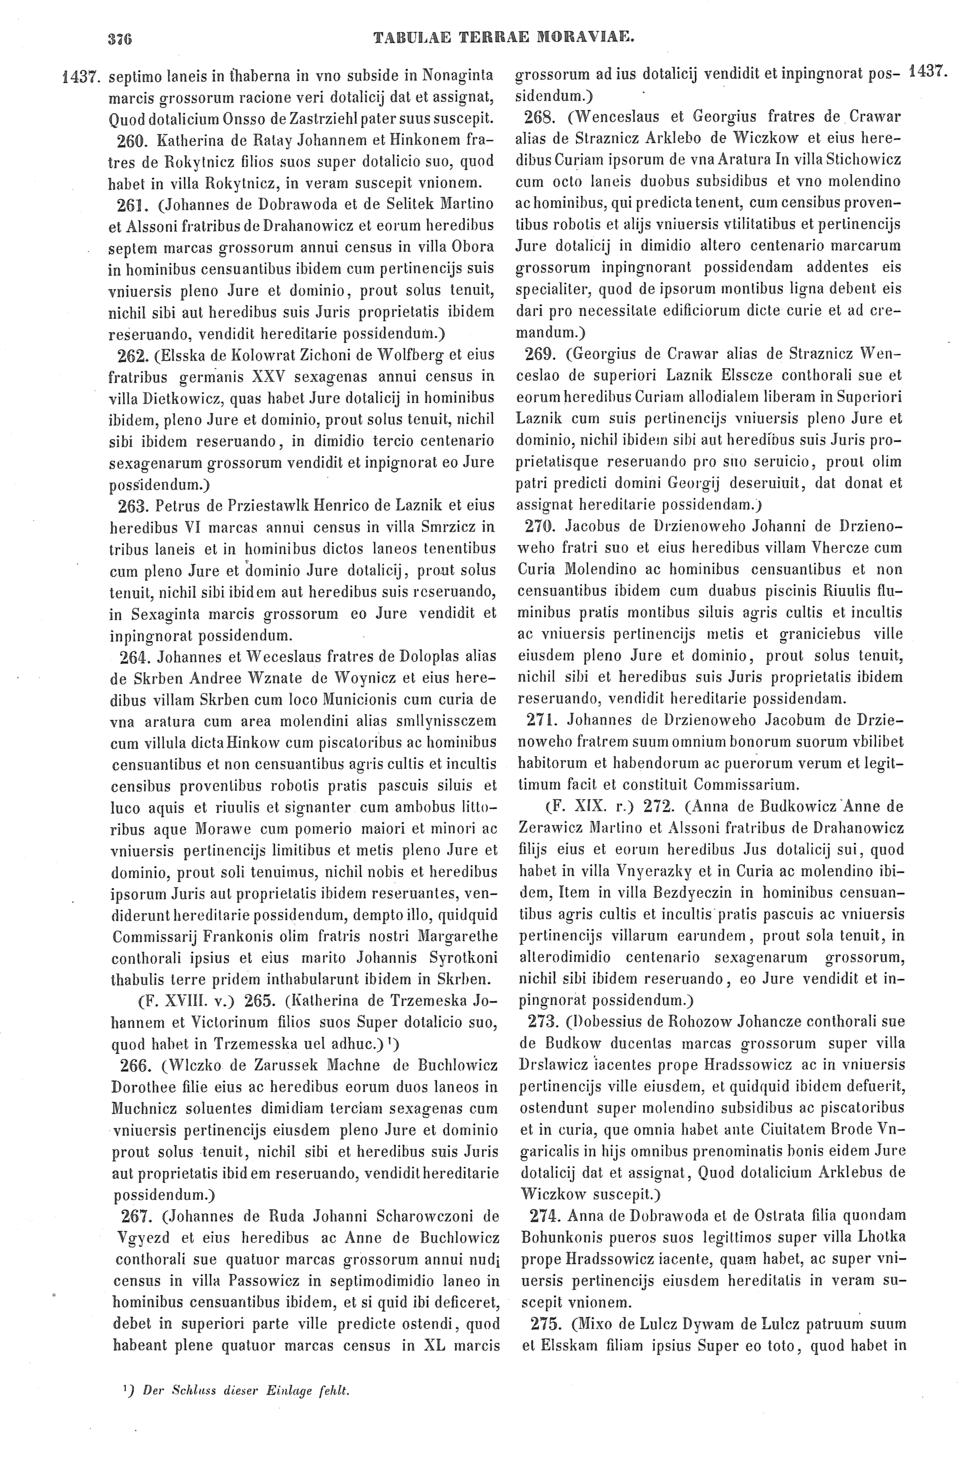 376
TABULAE TERRAE MORAVIAE.
1437.
septimo laneis in thaberna in vno subside in Nonaginta
marcis grossorum racione veri dotalicij dat et assignat,
Quod dotalicium Onsso de Zastrziehl pater suus suscepit.
260. Katherina de Ratay Johannem et Hinkonem fra-
tres de Rokytnicz filios suos super dotalicio suo, quod
habet in villa Rokytnicz, in veram suscepit vnionem.
261. (Johannes de Dobrawoda et de Selitek Martino
et Alssoni fratribus de Drahanowicz et eorum heredibus
septem marcas grossorum annui census in villa Obora
in hominibus censuantibus ibidem cum pertinencijs suis
vniuersis pleno Jure et dominio, prout solus tenuit,
nichil sibi aut heredibus suis Juris proprietatis ibidem
reseruando, vendidit hereditarie possidendum.)
262. (Elsska de Kolowrat Zichoni de Wolfberg et eius
fratribus germanis XXV sexagenas annui census in
villa Dietkowicz, quas habet Jure dotalicij in hominibus
ibidem, pleno Jure et dominio, prout solus tenuit, nichil
sibi ibidem reseruando, in dimidio tercio centenario
sexagenarum grossorum vendidit et inpignorat eo Jure
possidendum.)
263. Petrus de Prziestawlk Henrico de Laznik et eius
heredibus VI marcas annui census in villa Smrzicz in
tribus laneis et in hominibus dictos laneos tenentibus
cum pleno Jure et dominio Jure dotalicij, prout solus
tenuit, nichil sibi ibidem aut heredibus suis reseruando,
in Sexaginta marcis grossorum eo Jure vendidit et
inpingnorat possidendum.
264. Johannes et Weceslaus fratres de Doloplas alias
de Skrben Andree Wznate de Woynicz et eius here-
dibus villam Skrben cum loco Municionis cum curia de
vna aratura cum area molendini alias smllynissczem
cum villula dicta Hinkow cum piscatoribus ac hominibus
censuantibus et non censuantibus agris cultis et incultis
censibus proventibus robotis pratis pascuis siluis et
luco aquis et riuulis et signanter cum ambobus litto-
ribus aque Morawe cum pomerio maiori et minori ac
vniuersis pertinencijs limitibus et metis pleno Jure et
dominio, prout soli tenuimus, nichil nobis et heredibus
ipsorum Juris aut proprietatis ibidem reseruantes, ven-
diderunt hereditarie possidendum, dempto illo, quidquid
Commissarij Frankonis olim fratris nostri Margarethe
conthorali ipsius et eius marito Johannis Syrotkoni
thabulis terre pridem inthabularunt ibidem in Skrben.
(F. XVIII. v.) 265. (Katherina de Trzemeska Jo-
hannem et Victorinum filios suos Super dotalicio suo,
quod habet in Trzemesska uel adhuc.) ¹)
266. (Wlczko de Zarussek Machne de Buchlowicz
Dorothee filie eius ac heredibus eorum duos laneos in
Muchnicz soluentes dimidiam terciam sexagenas cum
vniuersis pertinencijs eiusdem pleno Jure et dominio
prout solus tenuit, nichil sibi et heredibus suis Juris
aut proprietatis ibidem reseruando, vendidit hereditarie
possidendum.)
267. (Johannes de Ruda Johanni Scharowczoni de
Vgyezd et eius heredibus ac Anne de Buchlowicz
conthorali sue quatuor marcas grossorum annui nudi
census in villa Passowicz in septimodimidio laneo in
hominibus censuantibus ibidem, et si quid ibi deficeret,
debet in superiori parte ville predicte ostendi, quod
habeant plene quatuor marcas census in XL marcis
¹) Der Schluss dieser Einlage fehlt.
grossorum ad ius dotalicij vendidit et inpingnorat pos- 1437.
sidendum.)
268. (Wenceslaus et Georgius fratres de Crawar
alias de Straznicz Arklebo de Wiczkow et eius here-
dibus Curiam ipsorum de vna Aratura In villa Stichowicz
cum octo laneis duobus subsidibus et vno molendino
ac hominibus, qui predicta tenent, cum censibus proven-
tibus robotis et alijs vniuersis vtilitatibus et pertinencijs
Jure dotalicij in dimidio altero centenario marcarum
grossorum inpingnorant possidendam addentes eis
specialiter, quod de ipsorum montibus ligna debent eis
dari pro necessitate edificiorum dicte curie et ad cre-
mandum.)
269. (Georgius de Crawar alias de Straznicz Wen-
ceslao de superiori Laznik Elsscze conthorali sue et
eorum heredibus Curiam allodialem liberam in Superiori
Laznik cum suis pertinencijs vniuersis pleno Jure et
dominio, nichil ibidem sibi aut heredibus suis Juris pro-
prietatisque reseruando pro suo seruicio, prout olim
patri predicti domini Georgij deseruiuit, dat donat et
assignat hereditarie possidendam.)
270. Jacobus de Drzienoweho Johanni de Drzieno-
weho fratri suo et eius heredibus villam Vhercze cum
Curia Molendino ac hominibus censuantibus et non
censuantibus ibidem cum duabus piscinis Riuulis flu-
minibus pratis montibus siluis agris cultis et incultis
ac vniuersis pertinencijs metis et graniciebus ville
eiusdem pleno Jure et dominio, prout solus tenuit,
nichil sibi et heredibus suis Juris proprietatis ibidem
reseruando, vendidit hereditarie possidendam.
271. Johannes de Drzienoweho Jacobum de Drzie-
noweho fratrem suum omnium bonorum suorum vbilibet
habitorum et habendorum ac puerorum verum et legit-
timum facit et constituit Commissarium.
(F. XIX. r.) 272. (Anna de Budkowicz Anne de
Zerawicz Martino et Alssoni fratribus de Drahanowicz
filijs eius et eorum heredibus Jus dotalicij sui, quod
habet in villa Vnyerazky et in Curia ac molendino ibi-
dem, Item in villa Bezdyeczin in hominibus censuan-
tibus agris cultis et incultis pratis pascuis ac vniuersis
pertinencijs villarum earundem, prout sola tenuit, in
alterodimidio centenario sexagenarum grossorum,
nichil sibi ibidem reseruando, eo Jure vendidit et in-
pingnorat possidendum.)
273. (Dobessius de Rohozow Johancze conthorali sue
de Budkow ducentas marcas grossorum super villa
Drslawicz iacentes prope Hradssowicz ac in vniuersis
pertinencijs ville eiusdem, et quidquid ibidem defuerit,
ostendunt super molendino subsidibus ac piscatoribus
et in curia, que omnia habet ante Ciuitatem Brode Vn-
garicalis in hijs omnibus prenominatis bonis eidem Jure
dotalicij dat et assignat, Quod dotalicium Arklebus de
Wiczkow suscepit.)
274. Anna de Dobrawoda et de Ostrata filia quondam
Bohunkonis pueros suos legittimos super villa Lhotka
prope Hradssowicz iacente, quam habet, ac super vni-
uersis pertinencijs eiusdem hereditatis in veram su-
scepit vnionem.
275. (Mixo de Lulcz Dywam de Lulcz patruum suum
et Elsskam filiam ipsius Super eo toto, quod habet in